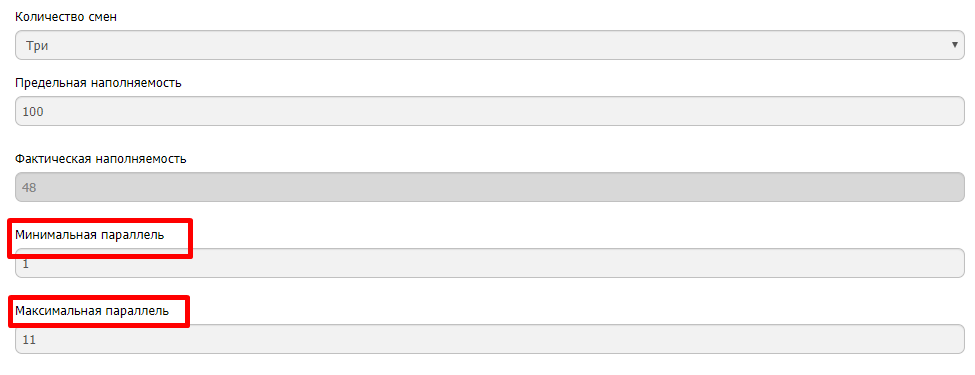 Количество смен
Три
Предельная наполняемость
100
Фактическая наполняемость
48
Минимальная параллель
1
Максимальная параллель
11